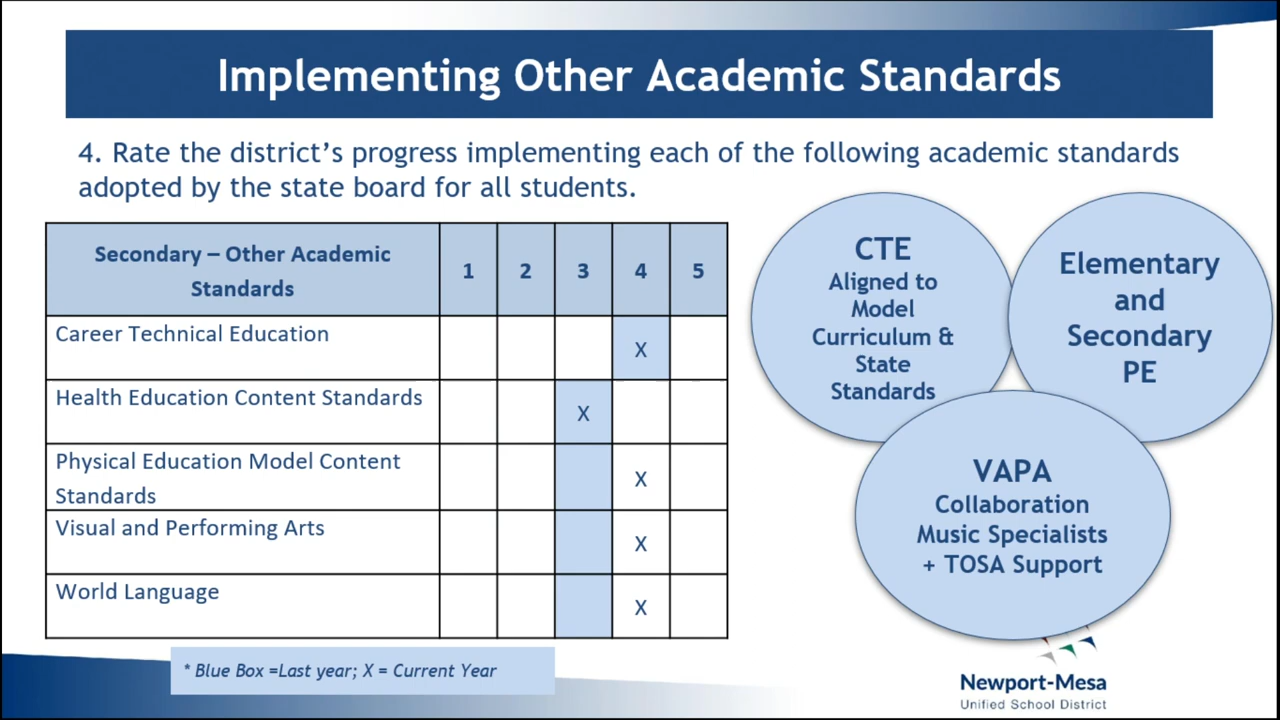 Implementing Other Academic Standards
4. Rate the district's progress implementing each of the following academic standards
adopted by the state board for all students.
Secondary – Other Academic
Standards
1 2 3 4 5
Career Technical Education
X
Health Education Content Standards
X
Physical Education Model Content
Standards
X
Visual and Performing Arts
X
World Language
X
* Blue Box =Last year; X = Current Year
CTE
Aligned to
Model
Curriculum &
State
Standards
Elementary
and
Secondary
PE
VAPA
Collaboration
Music Specialists
+ TOSA Support
Newport-Mesa
Unified School District